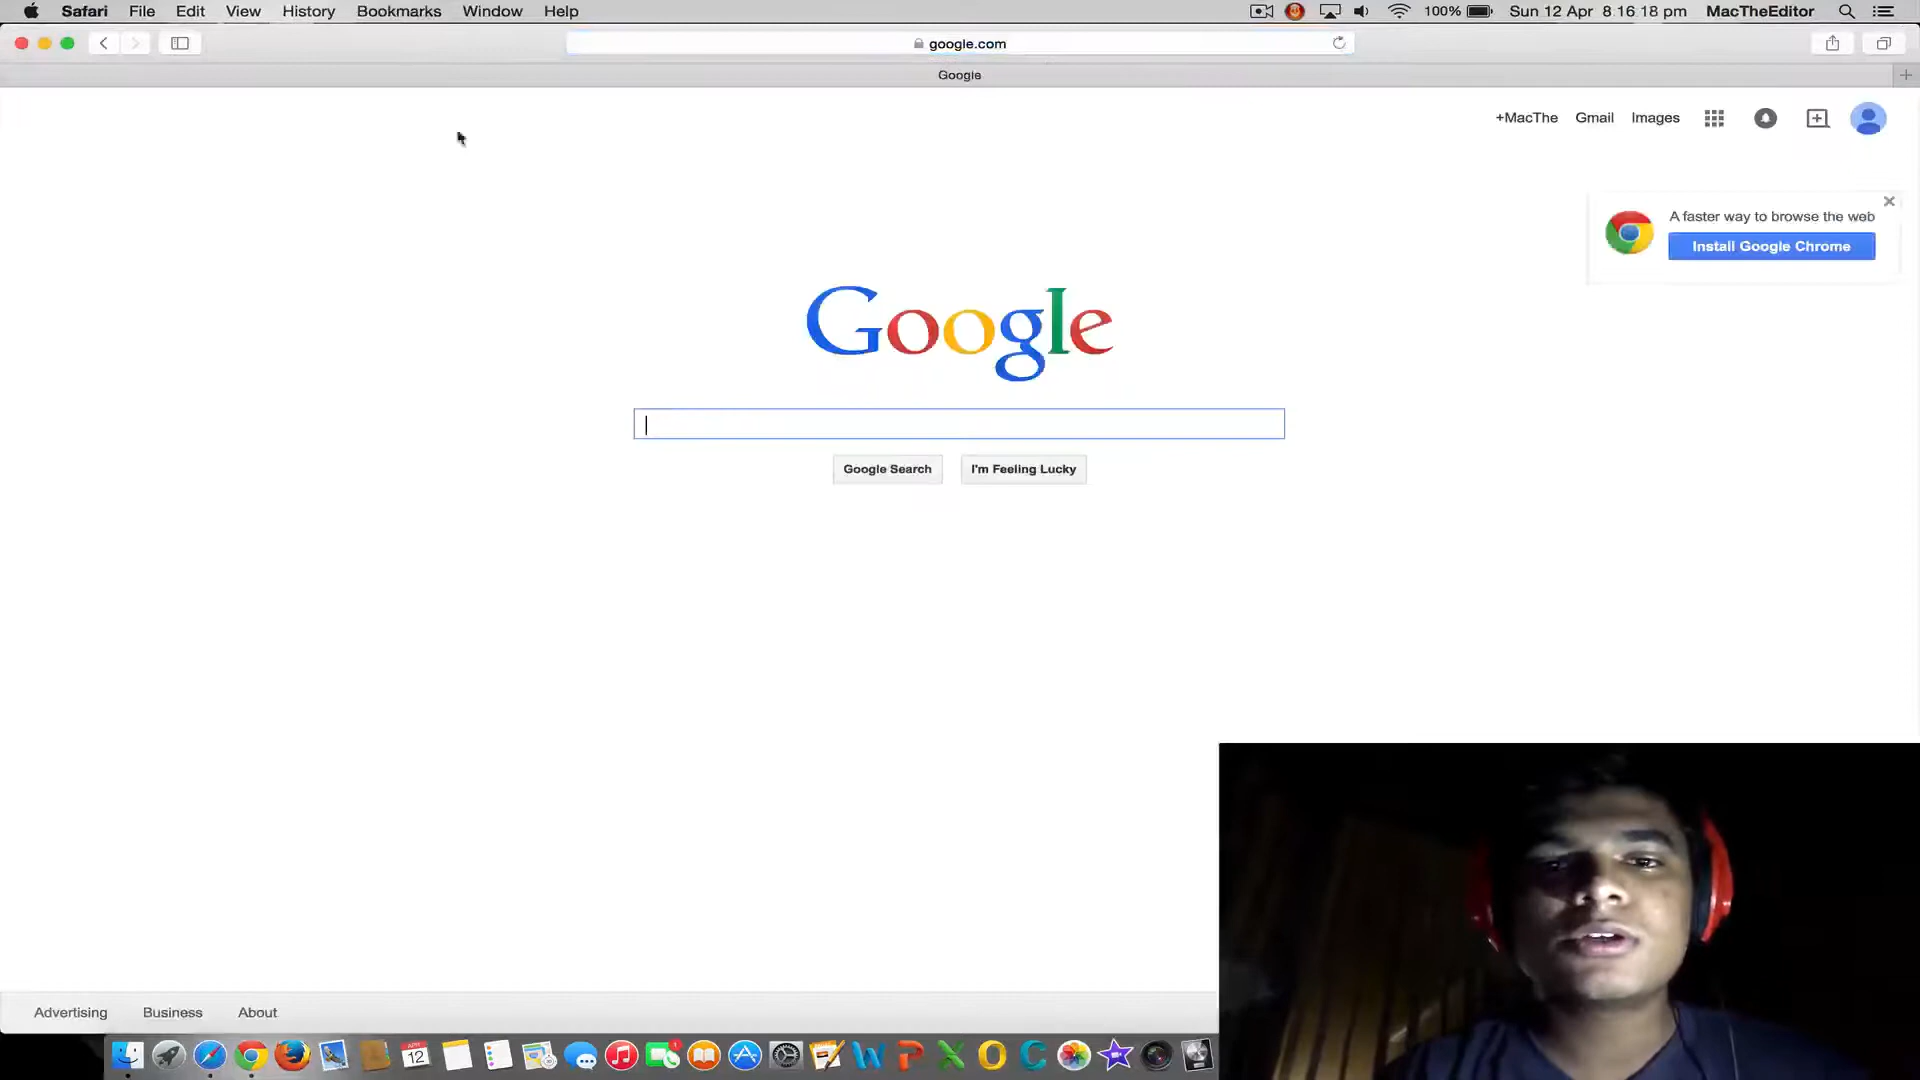 Safari File Edit View History Bookmarks Window Help 100% Sun 12 Apr 8:16:18 pm MacTheEditor
google.com
Google
+MacThe Gmail Images
A faster way to browse the web
Install Google Chrome
Google
Google Search I'm Feeling Lucky
Advertising Business About
APR
12
1